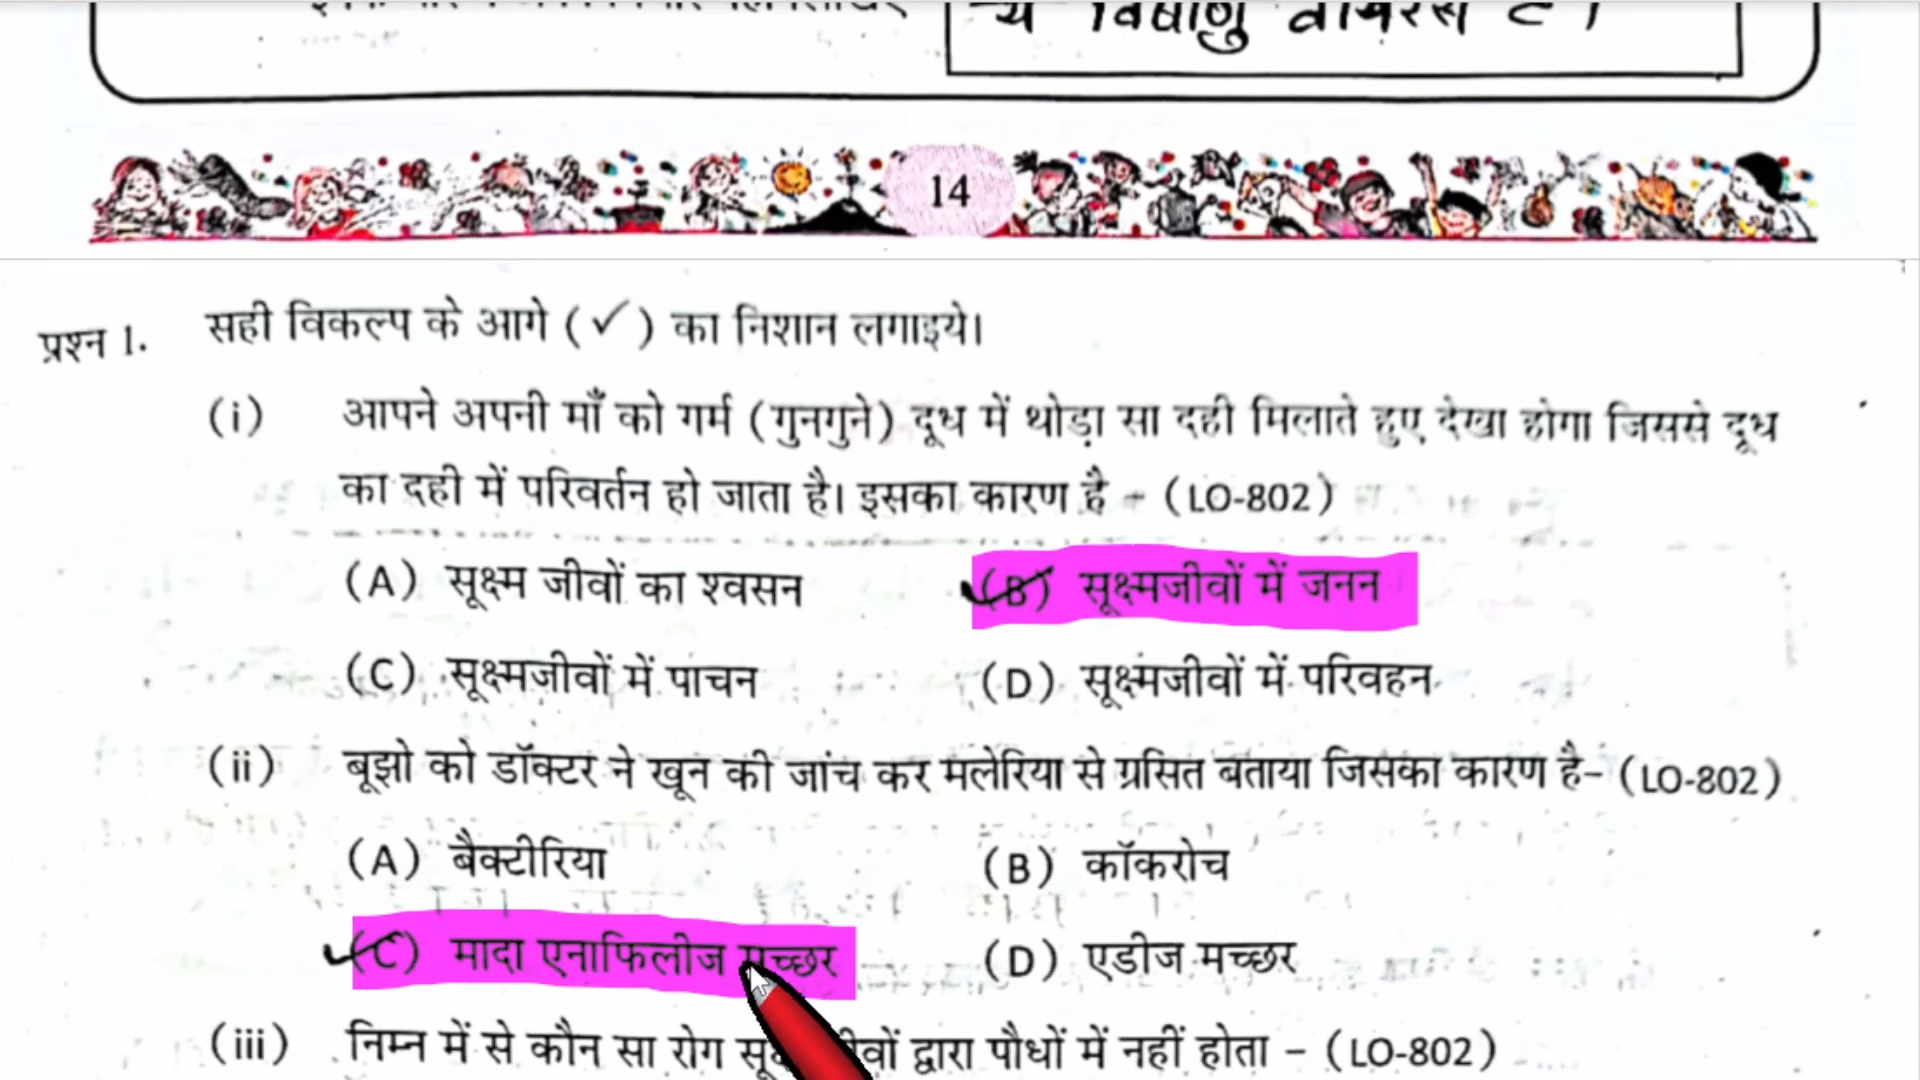 14
प्रश्न 1. सही विकल्प के आगे (✓) का निशान लगाइये।
(i) आपने अपनी माँ को गर्म (गुनगुने) दूध में थोड़ा सा दही मिलाते हुए देखा होगा जिससे दूध
का दही में परिवर्तन हो जाता है। इसका कारण है - (LO-802)
(A) सूक्ष्म जीवों का श्वसन (B) सूक्ष्मजीवों में जनन
(C) सूक्ष्मजीवों में पाचन (D) सूक्ष्मजीवों में परिवहन
(ii) बूझो को डॉक्टर ने खून की जांच कर मलेरिया से ग्रसित बताया जिसका कारण है- (LO-802)
(A) बैक्टीरिया (B) कॉकरोच
(C) मादा एनाफिलीज मच्छर (D) एडीज मच्छर
(iii) निम्न में से कौन सा रोग द्वारा पौधों में नहीं होता - (LO-802)